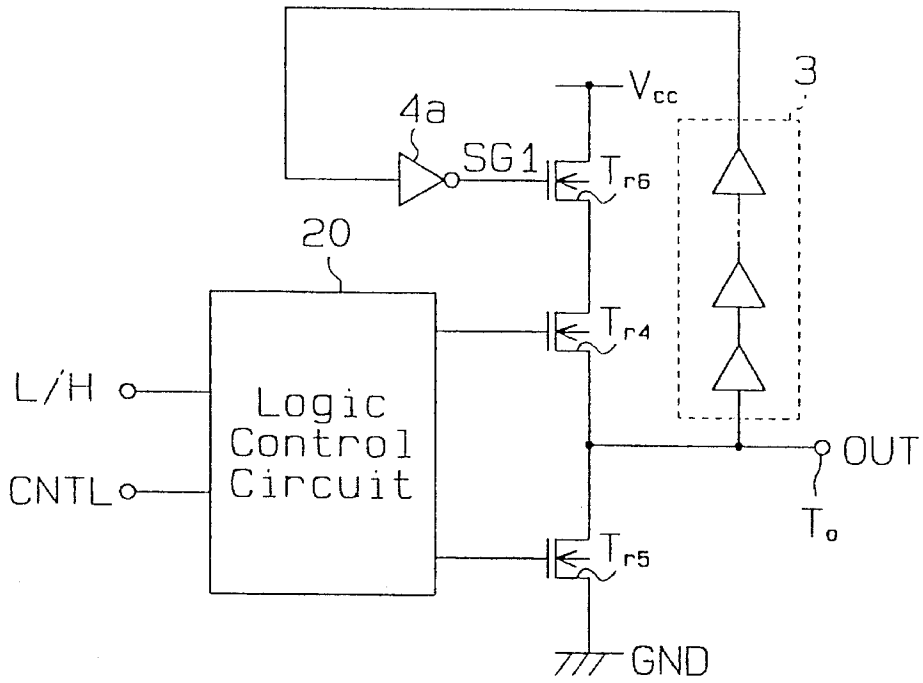 3
Vcc
4a
SG1
Tr6
20
Tr4
L/H
Logic
Control
Circuit
OUT
CNTL
To
Tr5
GND